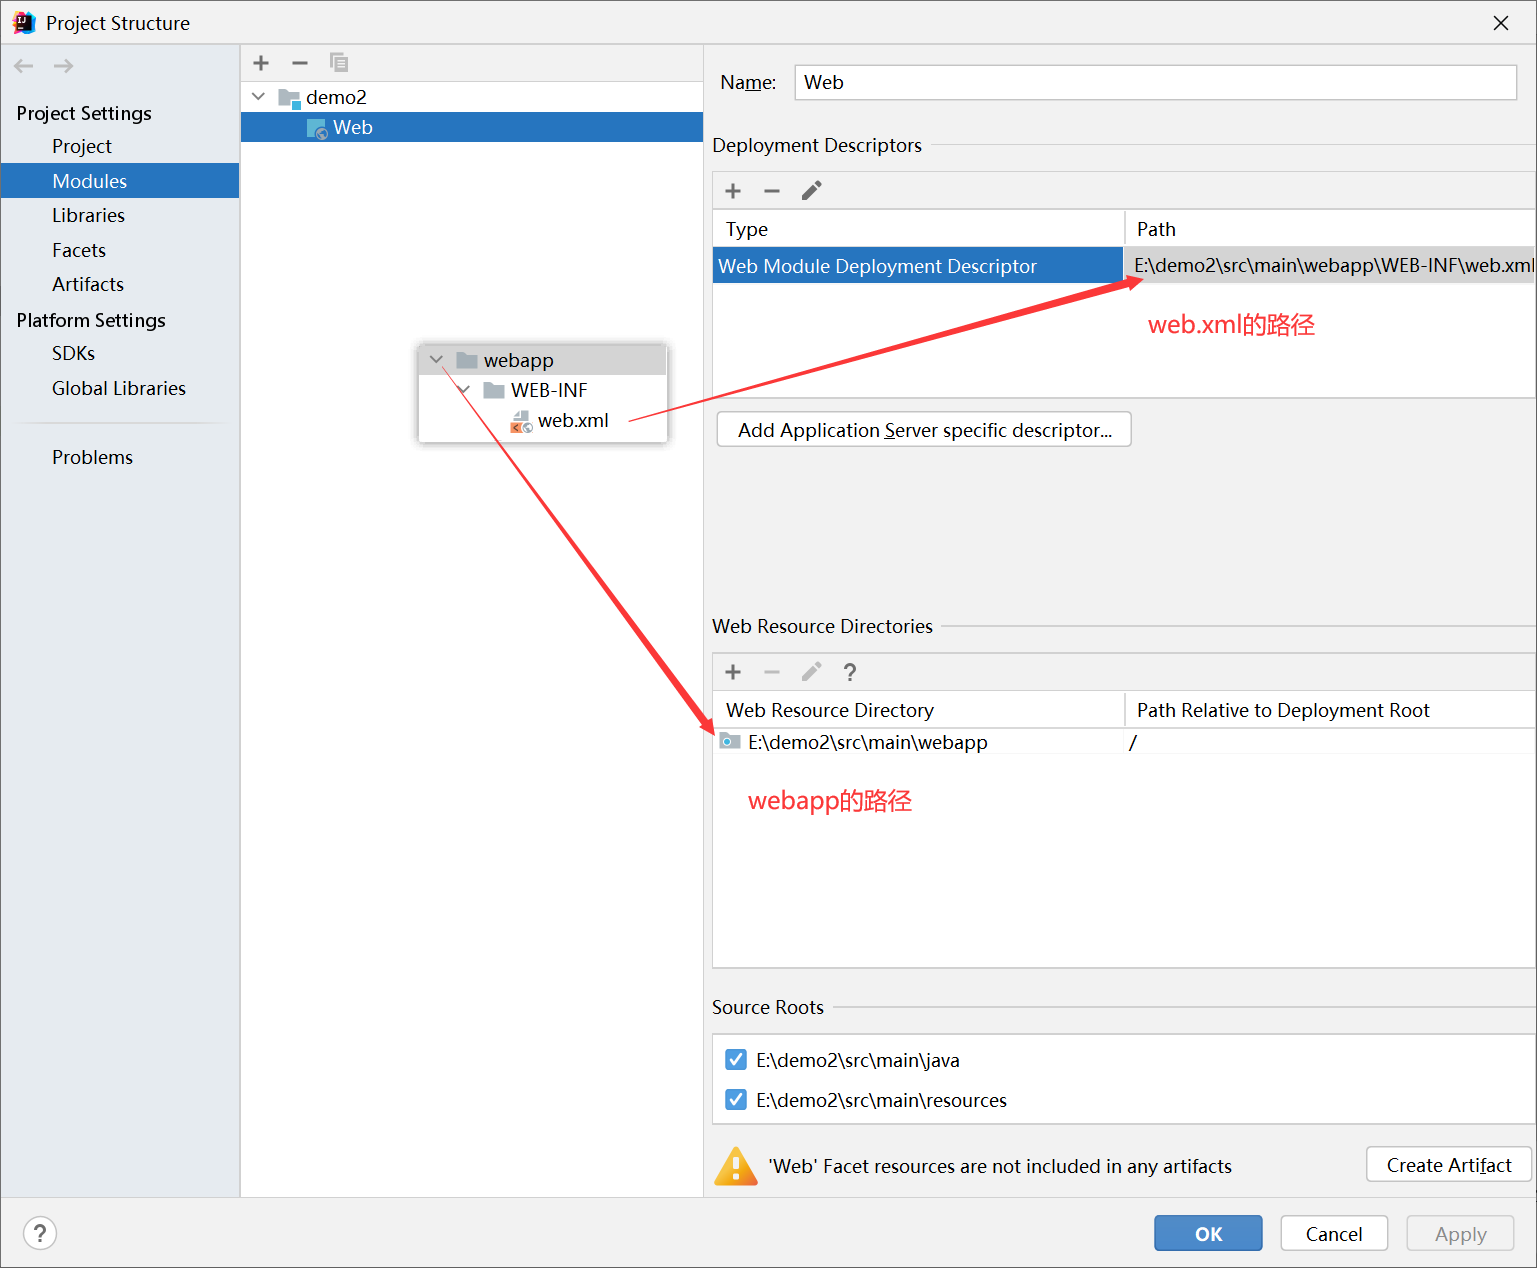 Project Structure
Project Settings
Project
Modules
Libraries
Facets
Artifacts
Platform Settings
SDKs
Global Libraries
Problems
demo2
Web
webapp
WEB-INF
web.xml
Name: Web
Deployment Descriptors
Type Path
Web Module Deployment Descriptor E:\demo2\src\main\webapp\WEB-INF\web.xml
web.xml的路径
Add Application Server specific descriptor...
Web Resource Directories
?
Web Resource Directory Path Relative to Deployment Root
E:\demo2\src\main\webapp /
webapp的路径
Source Roots
E:\demo2\src\main\java
E:\demo2\src\main\resources
'Web' Facet resources are not included in any artifacts Create Artifact
? OK Cancel Apply